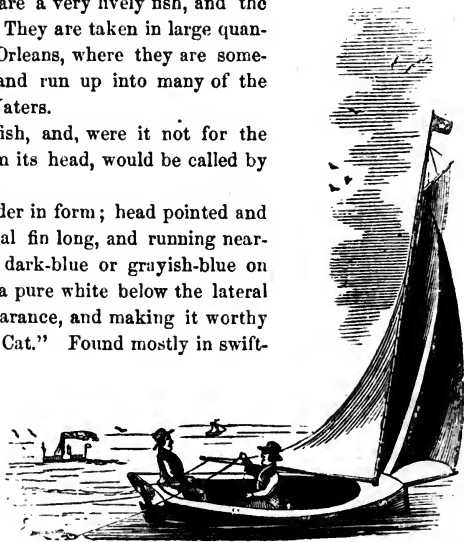 are a very lively fish, and the
They are taken in large quan-
Orleans, where they are some-
and run up into many of the
aters.
fish, and, were it not for the
n its head, would be called by
der in form; head pointed and
al fin long, and running near-
dark-blue or grayish-blue on
a pure white below the lateral
arance, and making it worthy
Cat." Found mostly in swift-